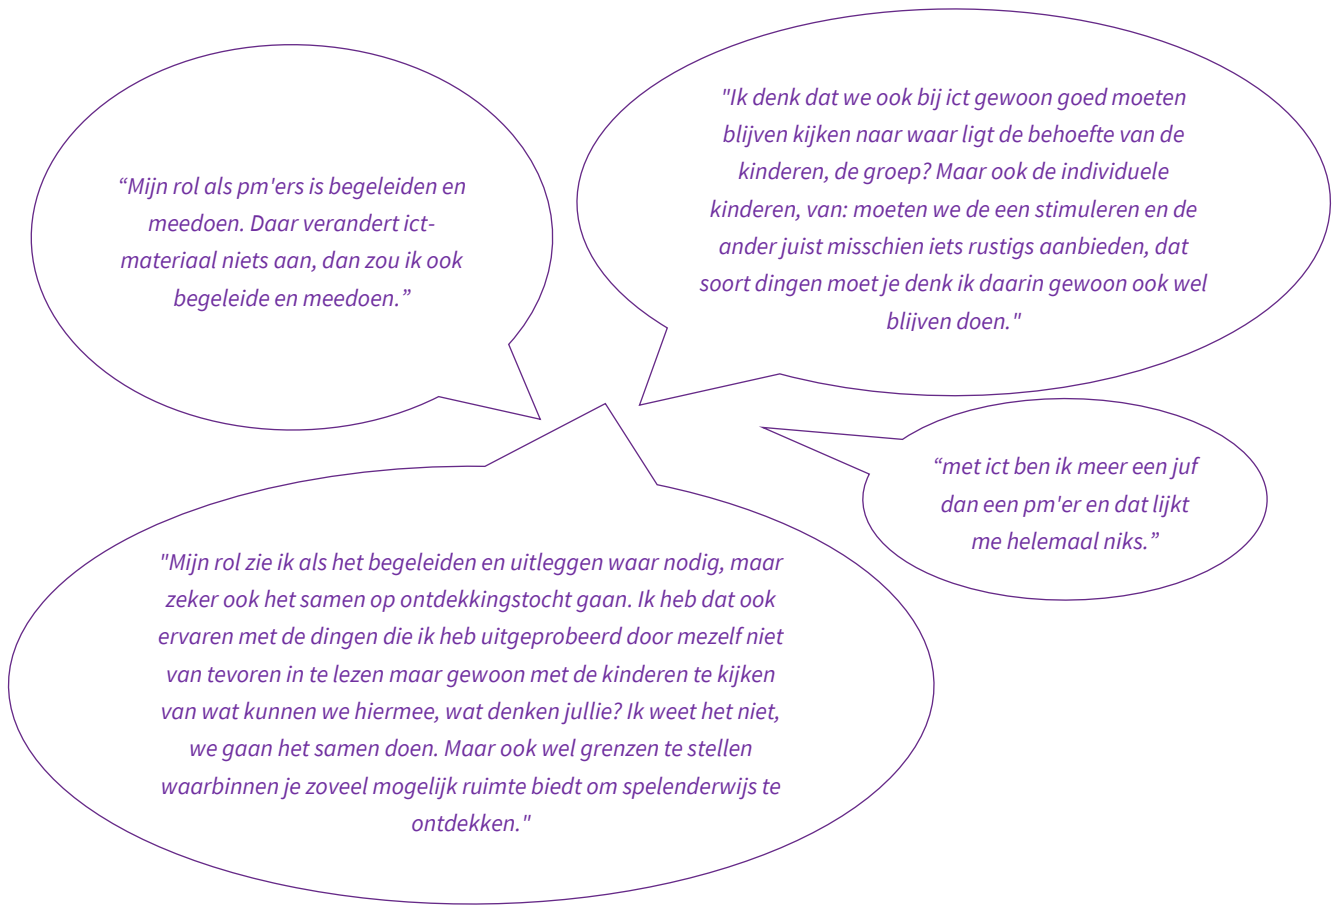 “Mijn rol als pm'ers is begeleiden en
meedoen. Daar verandert ict-
materiaal niets aan, dan zou ik ook
begeleide en meedoen.”
"Ik denk dat we ook bij ict gewoon goed moeten
blijven kijken naar waar ligt de behoefte van de
kinderen, de groep? Maar ook de individuele
kinderen, van: moeten we de een stimuleren en de
ander juist misschien iets rustigs aanbieden, dat
soort dingen moet je denk ik daarin gewoon ook wel
blijven doen."
“met ict ben ik meer een juf
dan een pm'er en dat lijkt
me helemaal niks.”
"Mijn rol zie ik als het begeleiden en uitleggen waar nodig, maar
zeker ook het samen op ontdekkingstocht gaan. Ik heb dat ook
ervaren met de dingen die ik heb uitgeprobeerd door mezelf niet
van tevoren in te lezen maar gewoon met de kinderen te kijken
van wat kunnen we hiermee, wat denken jullie? Ik weet het niet,
we gaan het samen doen. Maar ook wel grenzen te stellen
waarbinnen je zoveel mogelijk ruimte biedt om spelenderwijs te
ontdekken."